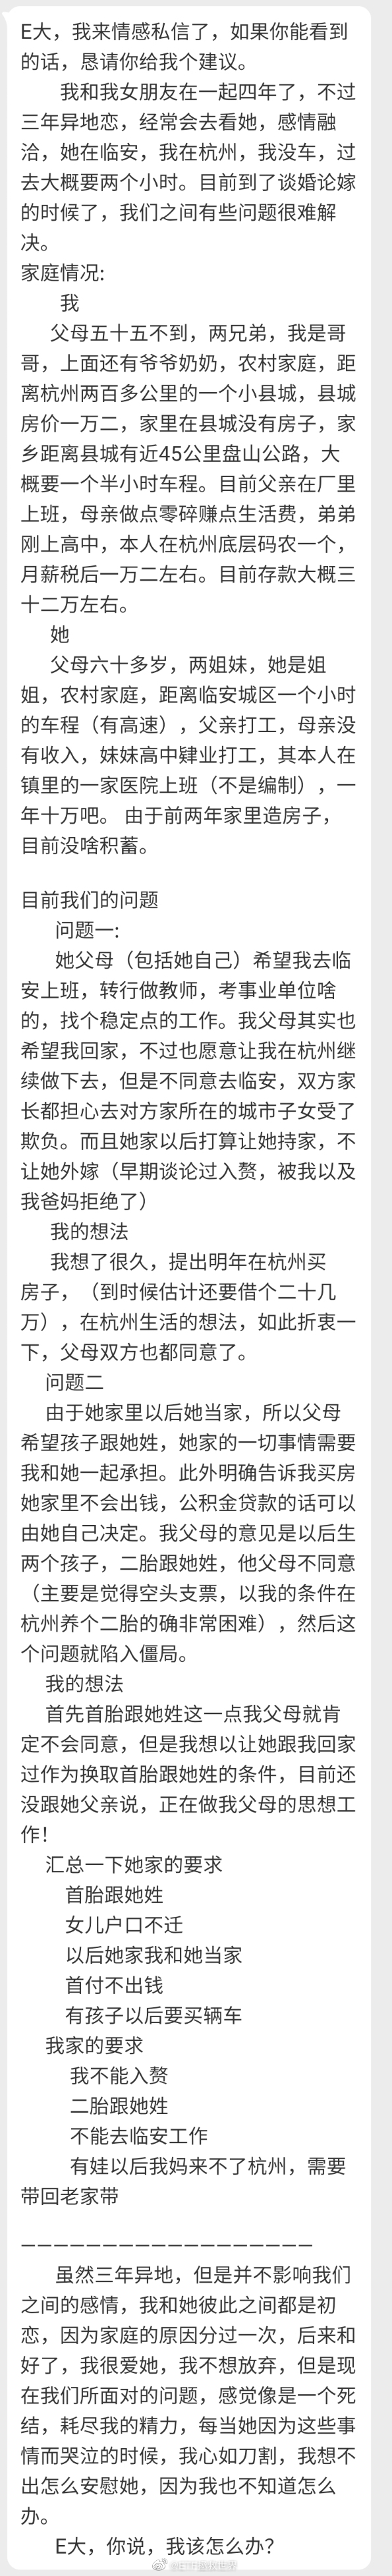 E大，我来情感私信了，如果你能看到
的话，恳请你给我个建议。
我和我女朋友在一起四年了，不过
三年异地恋，经常会去看她，感情融
洽，她在临安，我在杭州，我没车，过
去大概要两个小时。目前到了谈婚论嫁
的时候了，我们之间有些问题很难解
决。
家庭情况:
我
父母五十五不到，两兄弟，我是哥
哥，上面还有爷爷奶奶，农村家庭，距
离杭州两百多公里的一个小县城，县城
房价一万二，家里在县城没有房子，家
乡距离县城有近45公里盘山公路，大
概要一个半小时车程。目前父亲在厂里
上班，母亲做点零碎赚点生活费，弟弟
刚上高中，本人在杭州底层码农一个，
月薪税后一万二左右。目前存款大概三
十二万左右。
她
父母六十多岁，两姐妹，她是姐
姐，农村家庭，距离临安城区一个小时
的车程（有高速），父亲打工，母亲没
有收入，妹妹高中肄业打工，其本人在
镇里的一家医院上班（不是编制），一
年十万吧。 由于前两年家里造房子，
目前没啥积蓄。
目前我们的问题
问题一:
她父母（包括她自己）希望我去临
安上班，转行做教师，考事业单位啥
的，找个稳定点的工作。我父母其实也
希望我回家，不过也愿意让我在杭州继
续做下去，但是不同意去临安，双方家
长都担心去对方家所在的城市子女受了
欺负。而且她家以后打算让她持家，不
让她外嫁（早期谈论过入赘，被我以及
我爸妈拒绝了）
我的想法
我想了很久，提出明年在杭州买
房子，（到时候估计还要借个二十几
万），在杭州生活的想法，如此折衷一
下，父母双方也都同意了。
问题二
由于她家里以后她当家，所以父母
希望孩子跟她姓，她家的一切事情需要
我和她一起承担。此外明确告诉我买房
她家里不会出钱，公积金贷款的话可以
由她自己决定。我父母的意见是以后生
两个孩子，二胎跟她姓，他父母不同意
（主要是觉得空头支票，以我的条件在
杭州养个二胎的确非常困难），然后这
个问题就陷入僵局。
我的想法
首先首胎跟她姓这一点我父母就肯
定不会同意，但是我想以让她跟我回家
过作为换取首胎跟她姓的条件，目前还
没跟她父亲说，正在做我父母的思想工
作！
汇总一下她家的要求
首胎跟她姓
女儿户口不迁
以后她家我和她当家
首付不出钱
有孩子以后要买辆车
我家的要求
我不能入赘
二胎跟她姓
不能去临安工作
有娃以后我妈来不了杭州，需要
带回老家带
——————————————————
虽然三年异地，但是并不影响我们
之间的感情，我和她彼此之间都是初
恋，因为家庭的原因分过一次，后来和
好了，我很爱她，我不想放弃，但是现
在我们所面对的问题，感觉像是一个死
结，耗尽我的精力，每当她因为这些事
情而哭泣的时候，我心如刀割，我想不
出怎么安慰她，因为我也不知道怎么
办。
E大，你说，我该怎么办？